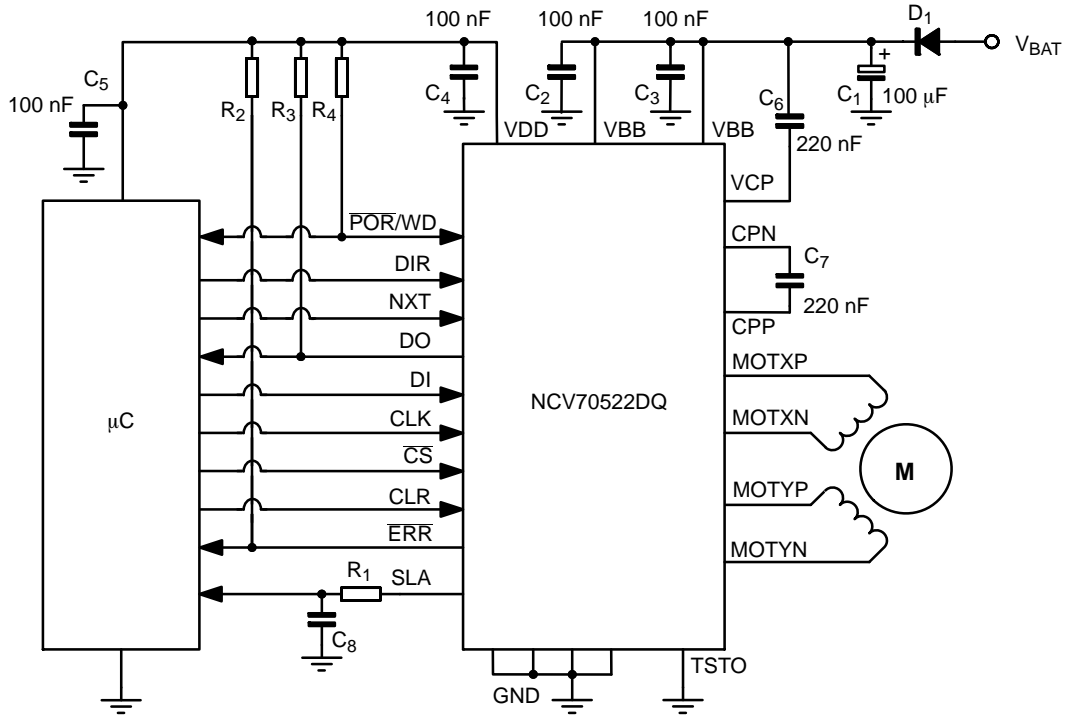 100 nF
100 nF
100 nF
D1
VBAT
C5
100 nF
R2
R3
R4
C4
C2
C3
C6
C1
+
100 μF
VDD
VBB
VBB
220 nF
VCP
POR/WD
CPN
DIR
C7
NXT
220 nF
CPP
DO
MOTXP
DI
NCV70522DQ
μC
CLK
MOTXN
CS
M
CLR
MOTYP
ERR
MOTYN
R1
SLA
C8
GND
TSTO